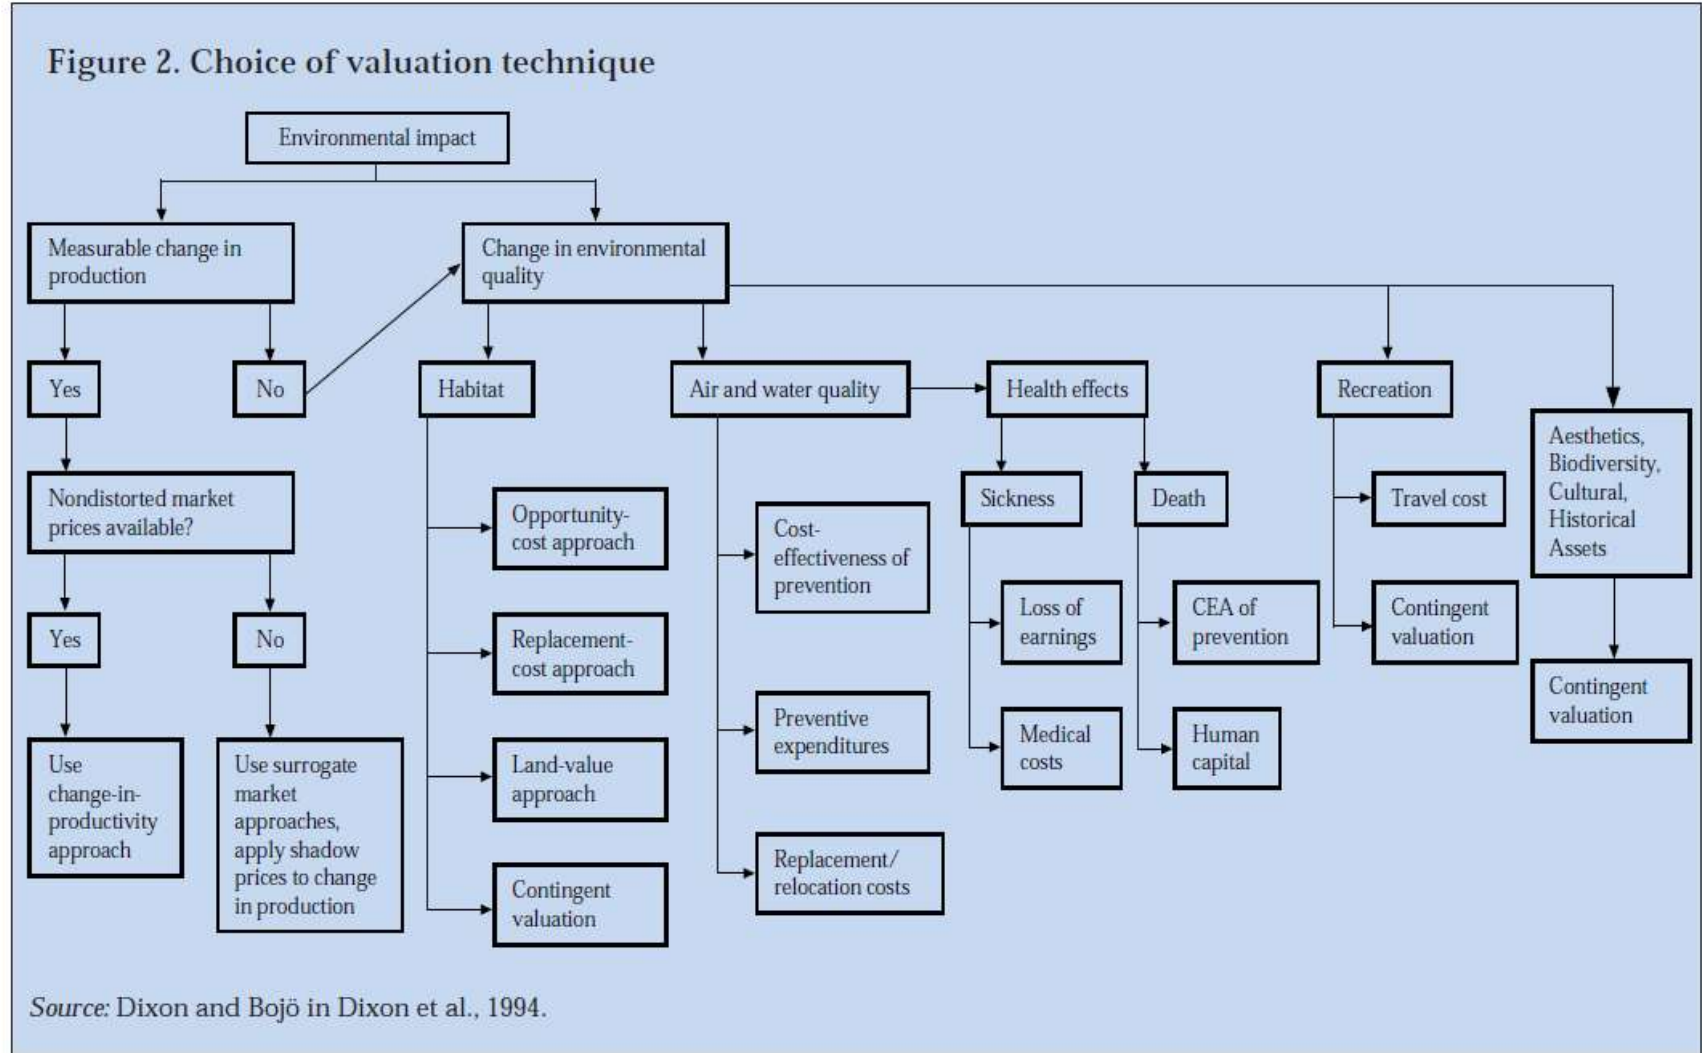 Figure 2. Choice of valuation technique
Environmental impact
Measurable change in
production
Change in environmental
quality
Yes
No
Habitat
Air and water quality
Health effects
Recreation
Aesthetics,
Biodiversity,
Cultural,
Historical
Assets
Nondistorted market
prices available?
Opportunity-
cost approach
Cost-
effectiveness of
prevention
Sickness
Death
Travel cost
Yes
No
Replacement-
cost approach
Loss of
earnings
CEA of
prevention
Contingent
valuation
Contingent
valuation
Use
change-in-
productivity
approach
Use surrogate
market
approaches,
apply shadow
prices to change
in production
Land-value
approach
Preventive
expenditures
Medical
costs
Human
capital
Contingent
valuation
Replacement/
relocation costs
Source: Dixon and Bojö in Dixon et al., 1994.